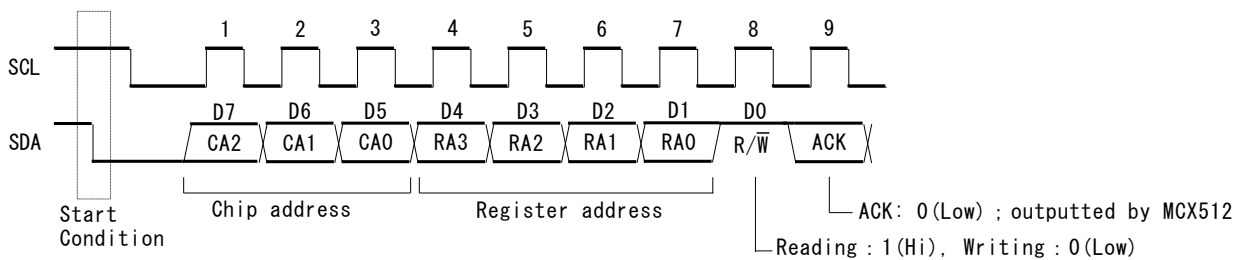 1 2 3 4 5 6 7 8 9
SCL
D7 D6 D5 D4 D3 D2 D1 D0
SDA CA2 CA1 CA0 RA3 RA2 RA1 RA0 R/W̅ ACK
Start
Condition
Chip address
Register address
ACK: 0(Low) ; outputted by MCX512
Reading : 1(Hi), Writing : 0(Low)